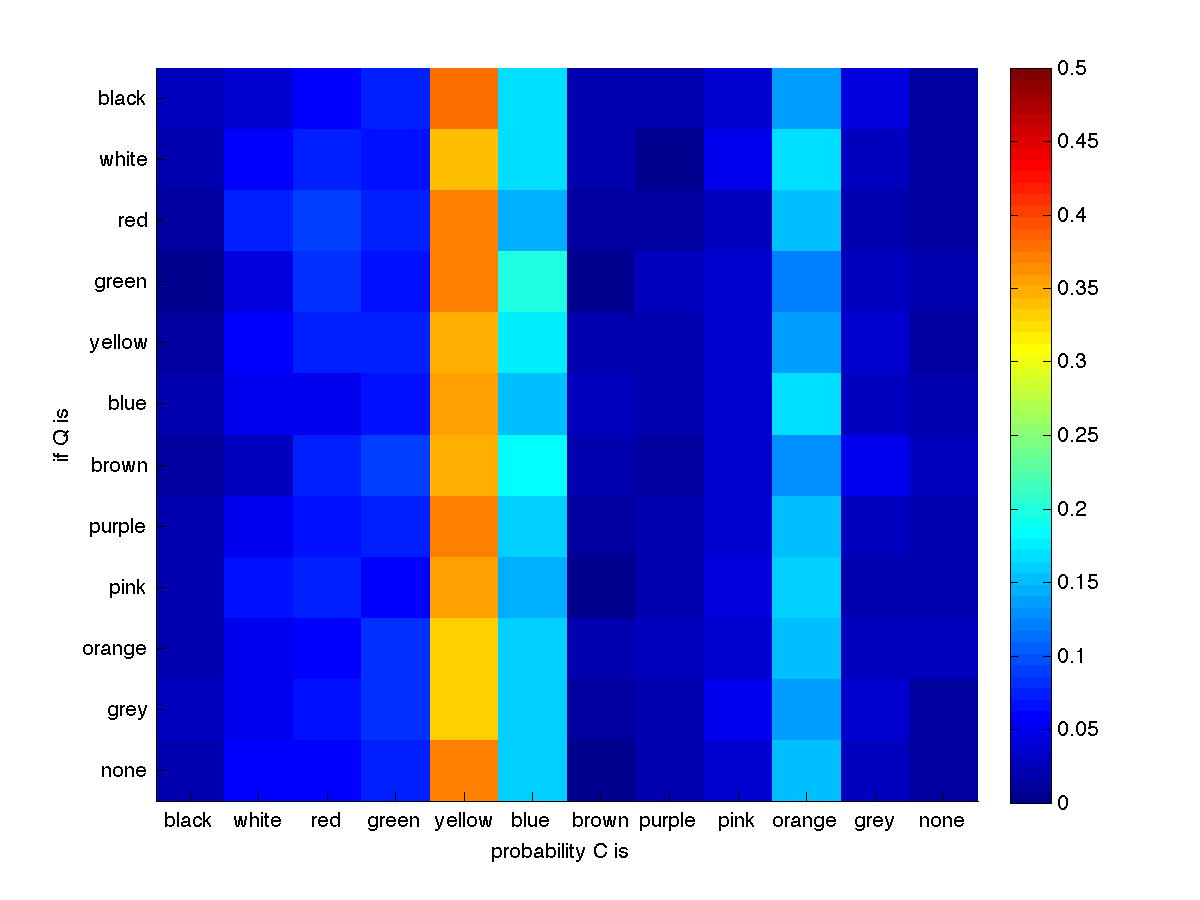 black
white
red
green
yellow
blue
brown
purple
pink
orange
grey
none
if Q is
black white red green yellow blue brown purple pink orange grey none
probability C is
0.5
0.45
0.4
0.35
0.3
0.25
0.2
0.15
0.1
0.05
0